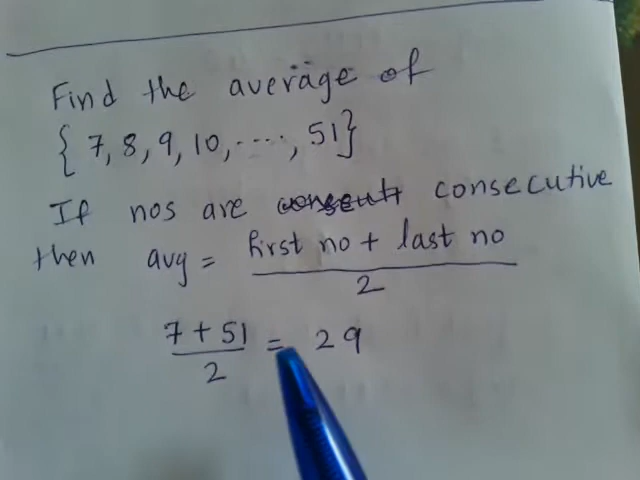 Find the average of
{7, 8, 9, 10, ....., 51}
If nos are consecutive
then avg = first no + last no / 2
7 + 51 / 2 = 29